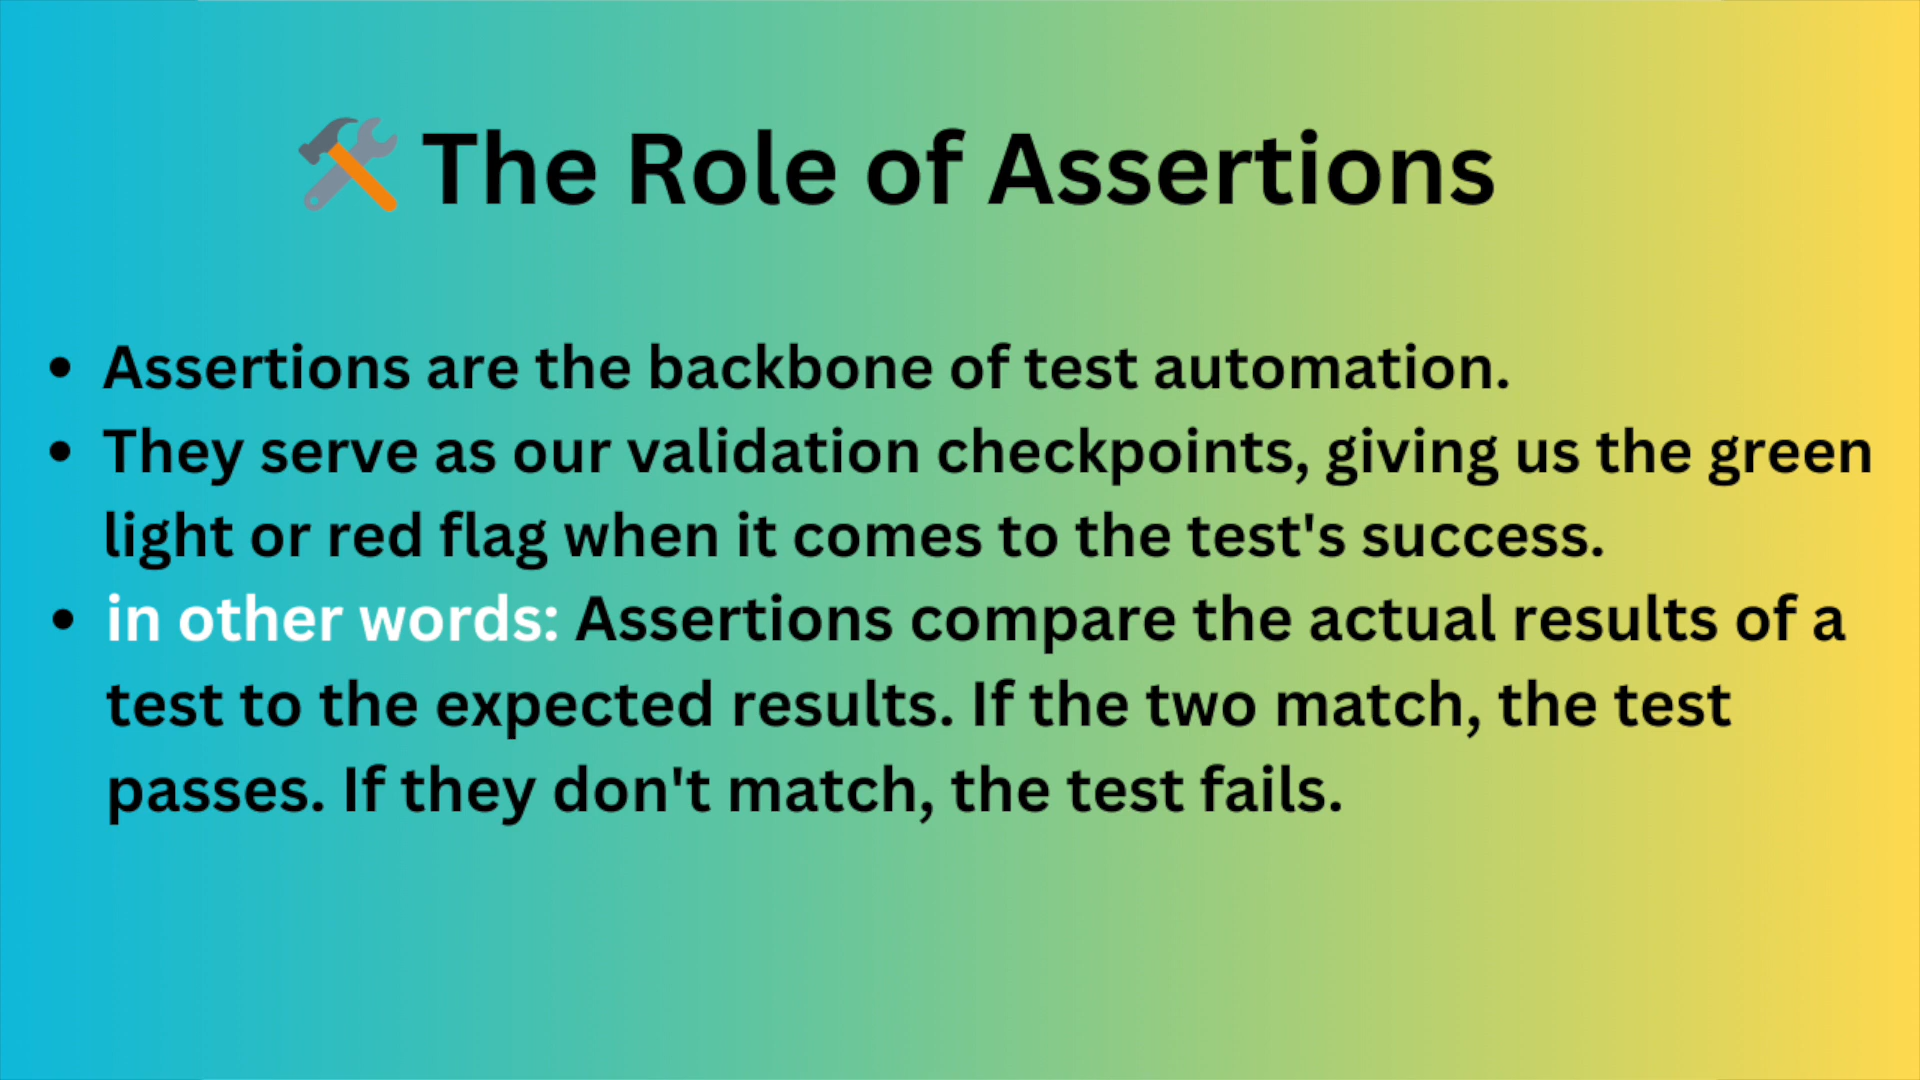 🛠️ The Role of Assertions
• Assertions are the backbone of test automation.
• They serve as our validation checkpoints, giving us the green
light or red flag when it comes to the test's success.
• in other words: Assertions compare the actual results of a
test to the expected results. If the two match, the test
passes. If they don't match, the test fails.